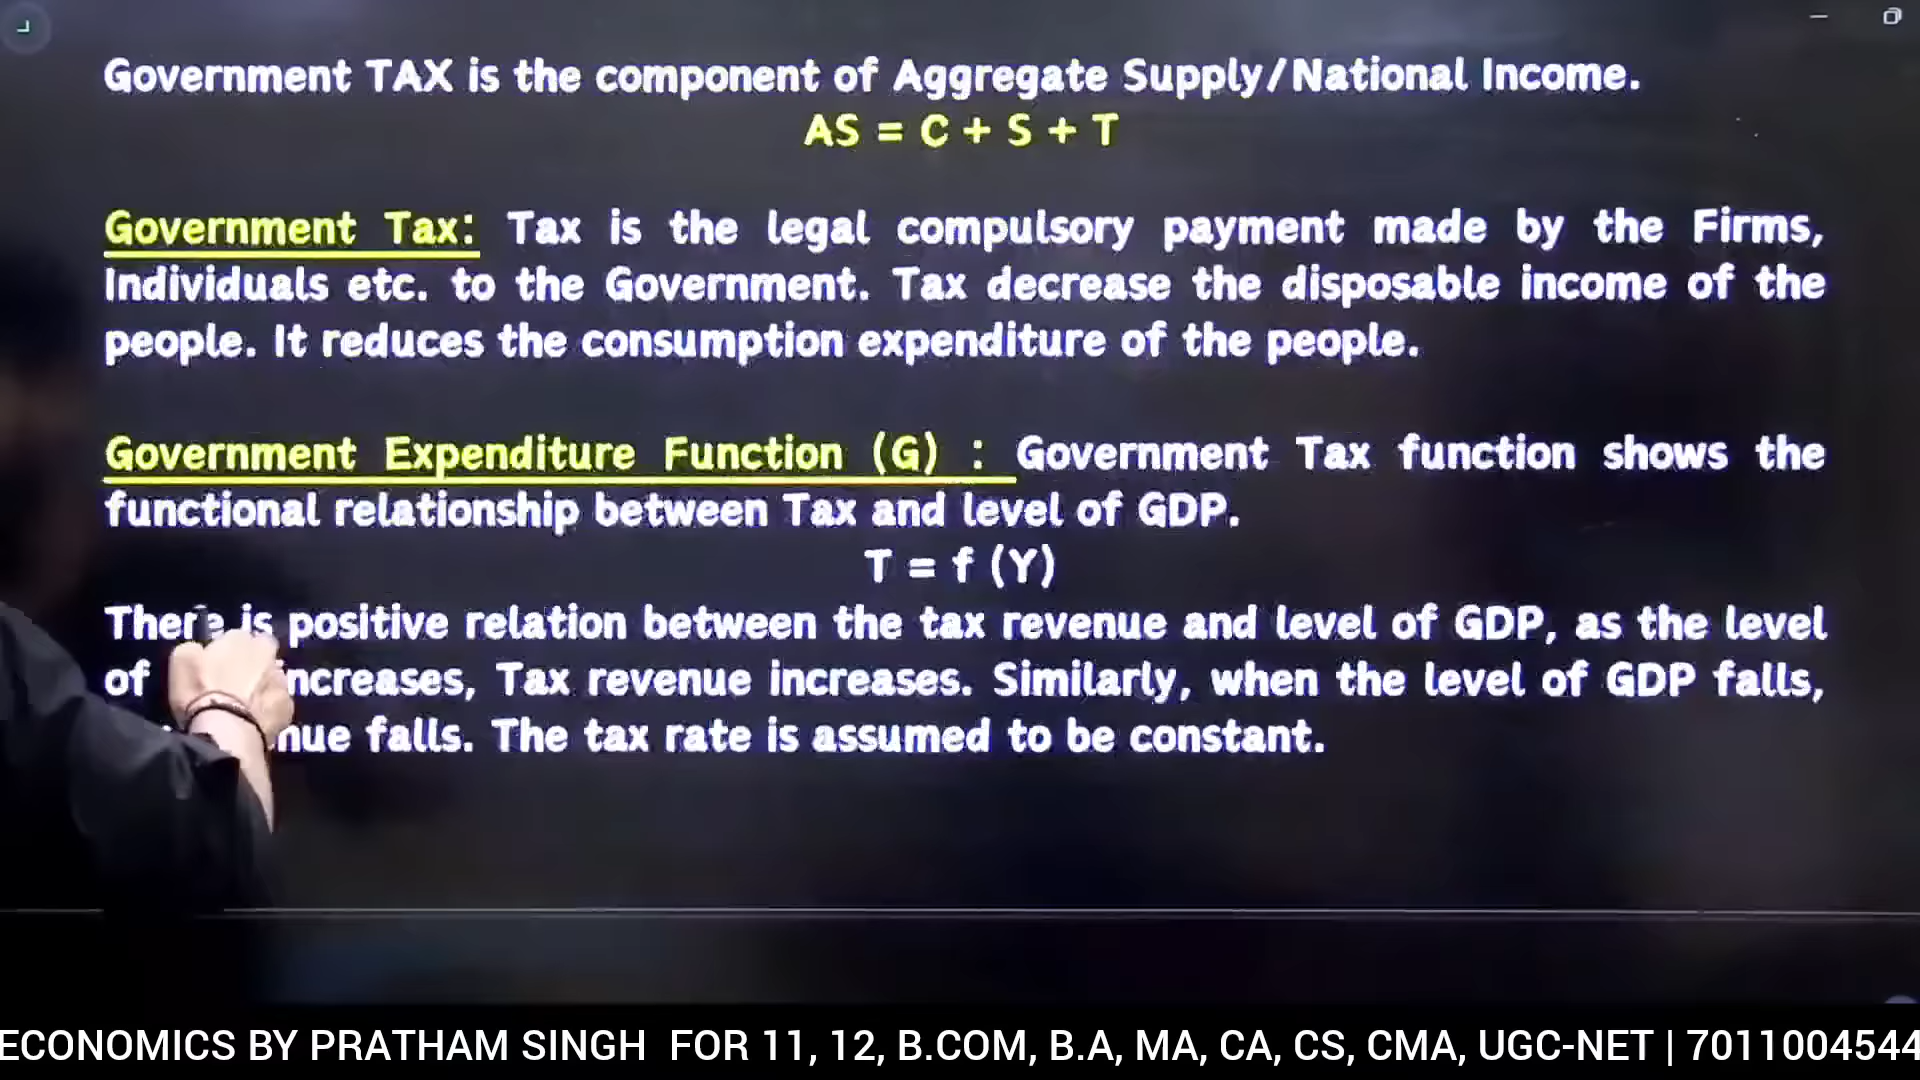 Government TAX is the component of Aggregate Supply/National Income.
AS = C + S + T
Government Tax: Tax is the legal compulsory payment made by the Firms,
Individuals etc. to the Government. Tax decrease the disposable income of the
people. It reduces the consumption expenditure of the people.
Government Expenditure Function (G) : Government Tax function shows the
functional relationship between Tax and level of GDP.
T = f (Y)
There is positive relation between the tax revenue and level of GDP, as the level
of increases, Tax revenue increases. Similarly, when the level of GDP falls,
falls. The tax rate is assumed to be constant.
ECONOMICS BY PRATHAM SINGH FOR 11, 12, B.COM, B.A, MA, CA, CS, CMA, UGC-NET | 7011004544